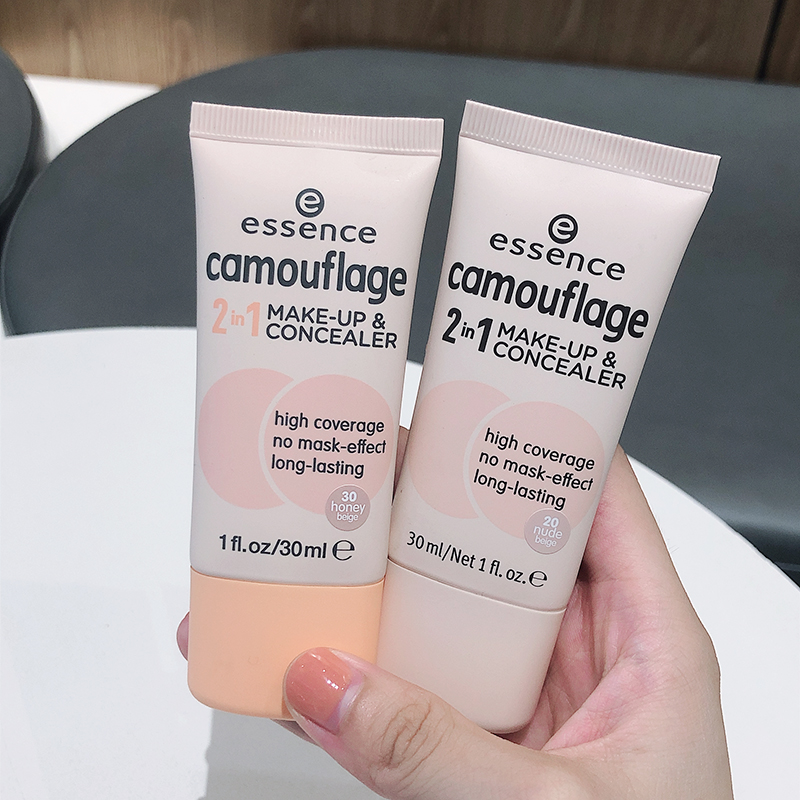 e
essence
camouflage
2in1 MAKE-UP &
CONCEALER
high coverage
no mask-effect
long-lasting
30
honey
beige
1 fl.oz/30ml ℮
e
essence
camouflage
2in1 MAKE-UP &
CONCEALER
high coverage
no mask-effect
long-lasting
20
nude
beige
30 ml/Net 1 fl. oz. ℮